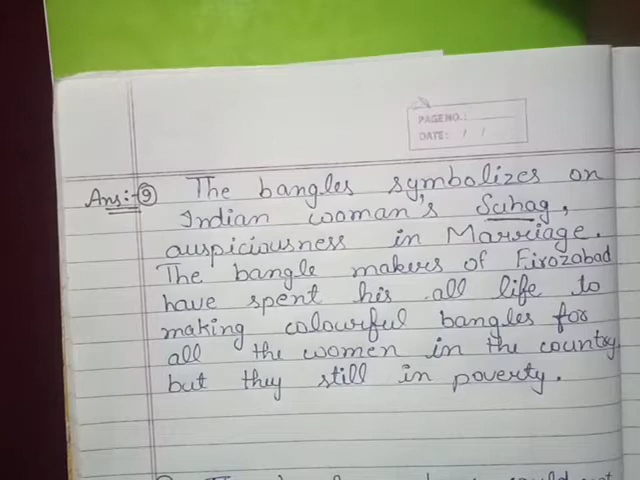 PAGE NO.:
DATE: / /
Ans:- 9 The bangles symbolizes on
Indian woman's Suhag,
auspiciousness in Marriage.
The bangle makers of Firozabad
have spent his all life to
making colourful bangles for
all the women in the country
but they still in poverty.